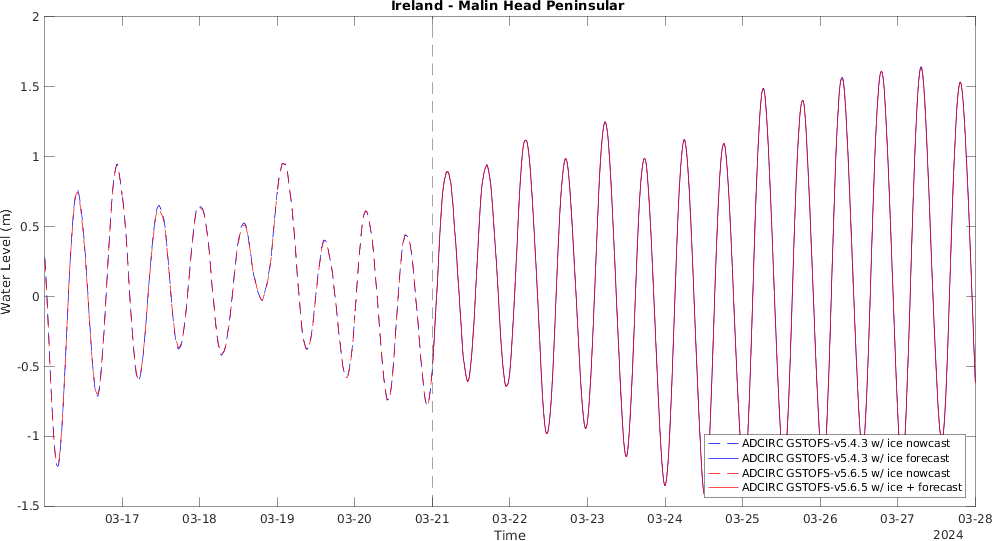 Ireland - Malin Head Peninsular
Water Level (m)
2
1.5
1
0.5
0
-0.5
-1
-1.5
ADCIRC GSTOFS-v5.4.3 w/ ice nowcast
ADCIRC GSTOFS-v5.4.3 w/ ice forecast
ADCIRC GSTOFS-v5.6.5 w/ ice nowcast
ADCIRC GSTOFS-v5.6.5 w/ ice + forecast
03-17 03-18 03-19 03-20 03-21 03-22 03-23 03-24 03-25 03-26 03-27 03-28
Time
2024